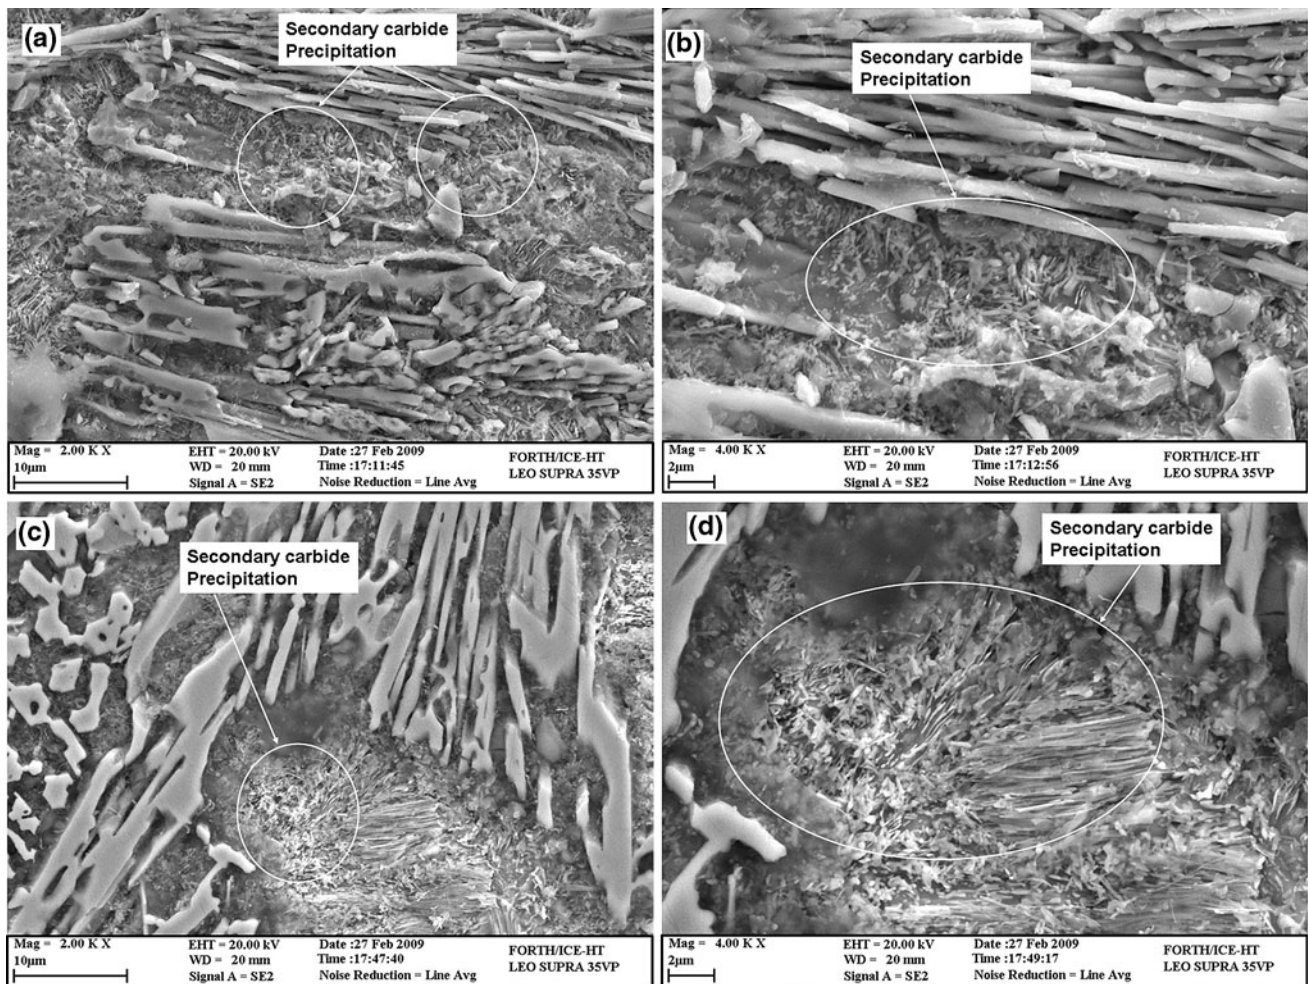 (a)
Secondary carbide
Precipitation
Mag = 2.00 K X
EHT = 20.00 kV
Date :27 Feb 2009
10µm
WD = 20 mm
Time :17:11:45
Signal A = SE2
Noise Reduction = Line Avg
FORTH/ICE-HT
LEO SUPRA 35VP
(b)
Secondary carbide
Precipitation
Mag = 4.00 K X
EHT = 20.00 kV
Date :27 Feb 2009
2µm
WD = 20 mm
Time :17:12:56
Signal A = SE2
Noise Reduction = Line Avg
FORTH/ICE-HT
LEO SUPRA 35VP
(c)
Secondary carbide
Precipitation
Mag = 2.00 K X
EHT = 20.00 kV
Date :27 Feb 2009
10µm
WD = 20 mm
Time :17:47:40
Signal A = SE2
Noise Reduction = Line Avg
FORTH/ICE-HT
LEO SUPRA 35VP
(d)
Secondary carbide
Precipitation
Mag = 4.00 K X
EHT = 20.00 kV
Date :27 Feb 2009
2µm
WD = 20 mm
Time :17:49:17
Signal A = SE2
Noise Reduction = Line Avg
FORTH/ICE-HT
LEO SUPRA 35VP